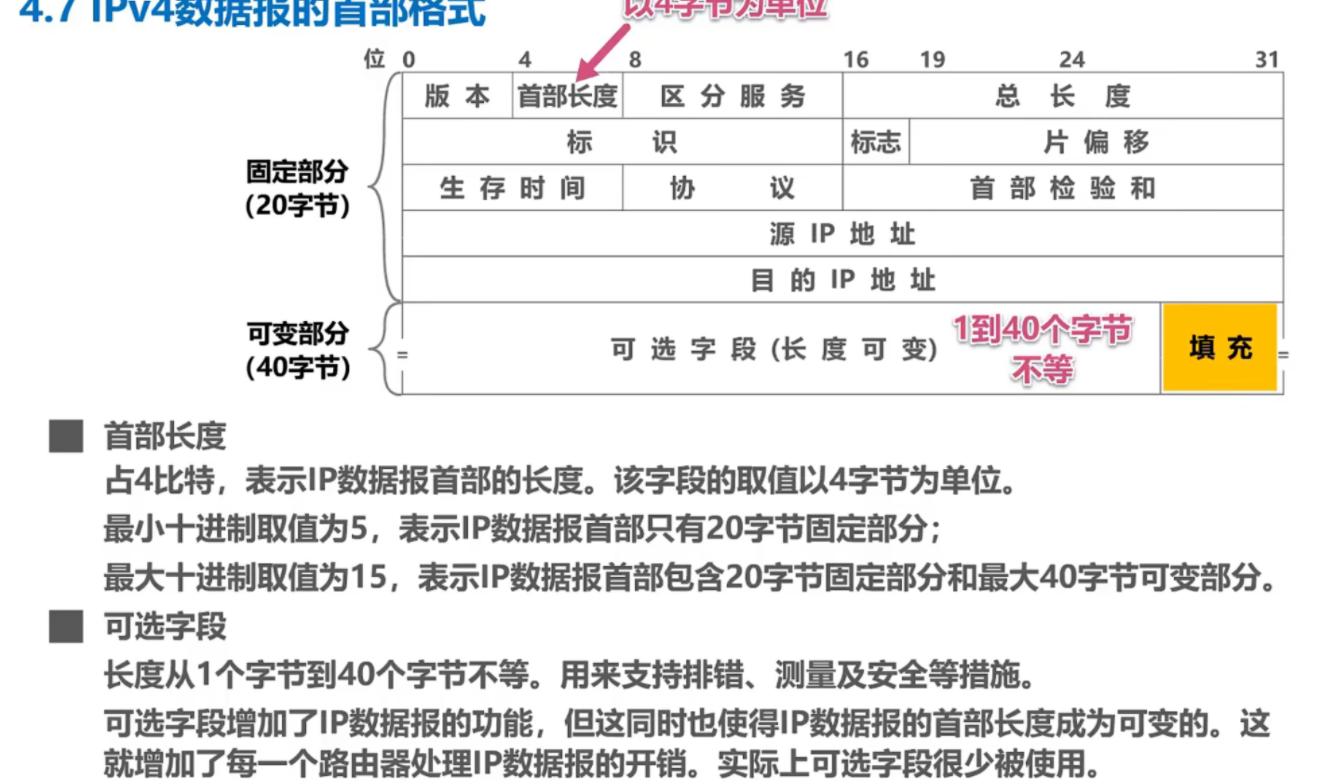 4.7 IPv4数据报的首部格式
以4字节为单位
位 0 4 8 16 19 24 31
版 本 首部长度 区 分 服 务 总 长 度
标 识 标志 片 偏 移
固定部分
(20字节)
生 存 时 间 协 议 首 部 检 验 和
源 IP 地 址
目 的 IP 地 址
可变部分
(40字节)
可 选 字 段 (长 度 可 变)
1到40个字节
不等
填 充
首部长度
占4比特，表示IP数据报首部的长度。该字段的取值以4字节为单位。
最小十进制取值为5，表示IP数据报首部只有20字节固定部分；
最大十进制取值为15，表示IP数据报首部包含20字节固定部分和最大40字节可变部分。
可选字段
长度从1个字节到40个字节不等。用来支持排错、测量及安全等措施。
可选字段增加了IP数据报的功能，但这同时也使得IP数据报的首部长度成为可变的。这
就增加了每一个路由器处理IP数据报的开销。实际上可选字段很少被使用。